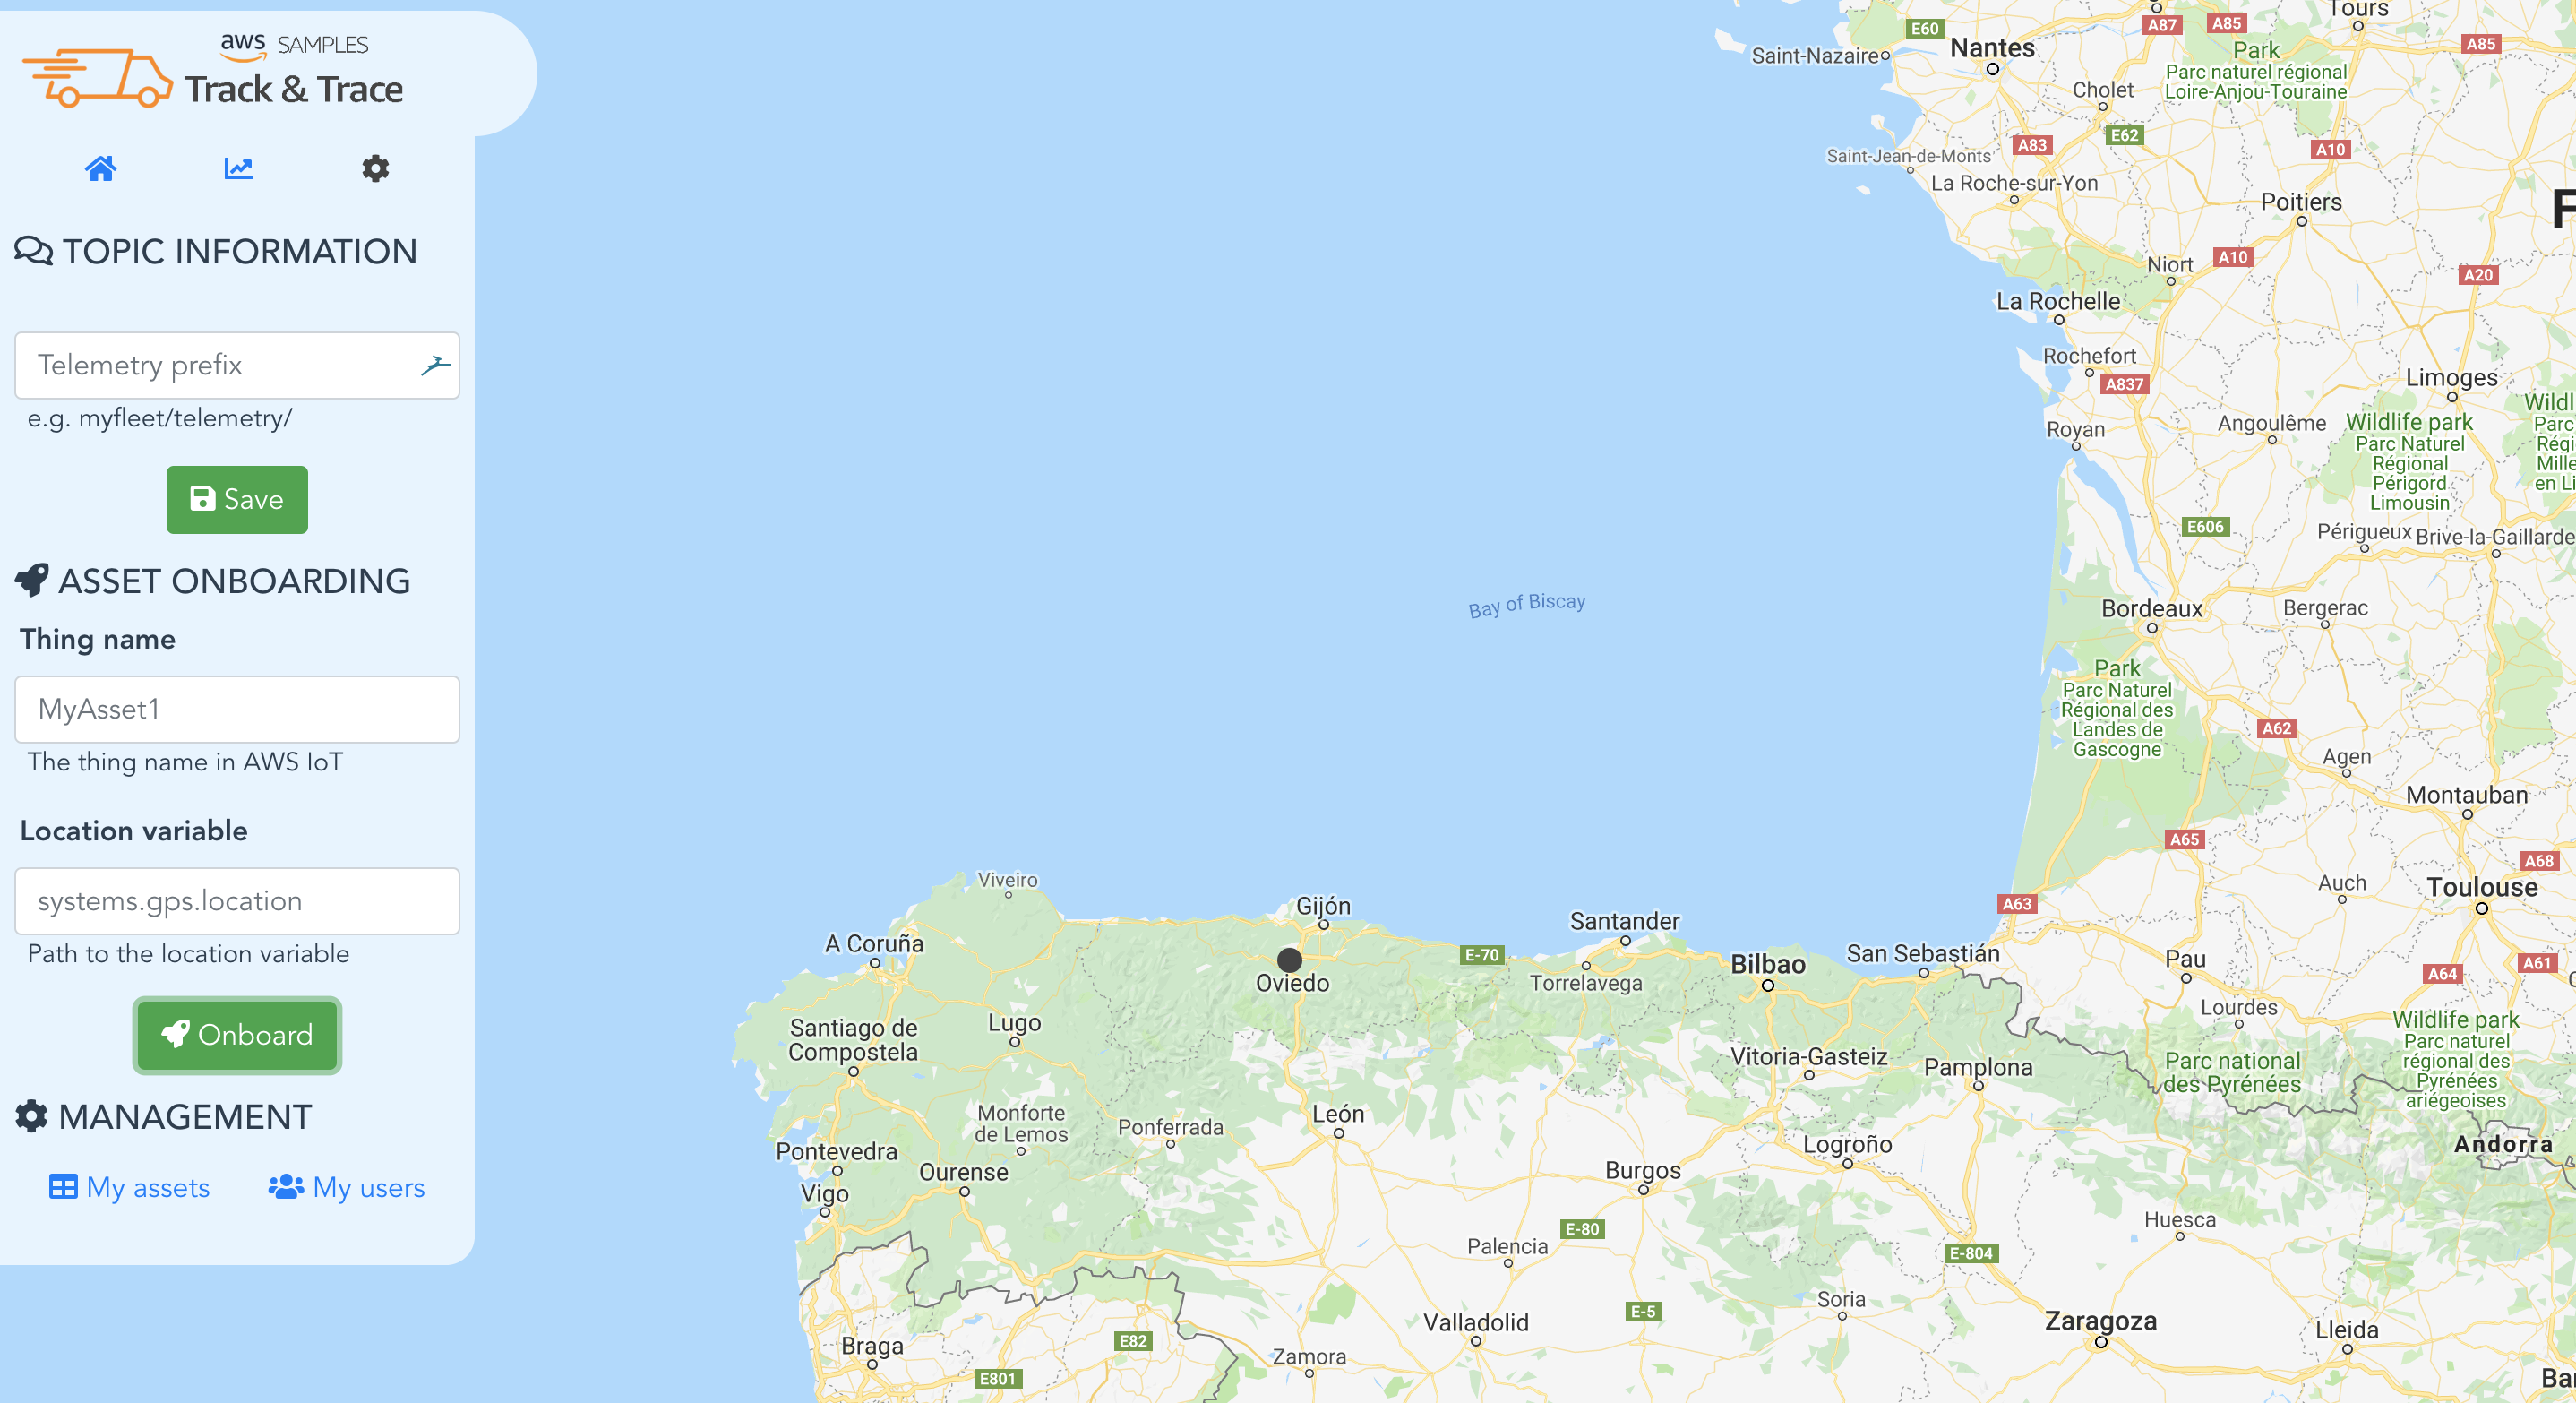 aws SAMPLES
Track & Trace
TOPIC INFORMATION
Telemetry prefix
e.g. myfleet/telemetry/
Save
ASSET ONBOARDING
Thing name
MyAsset1
The thing name in AWS IoT
Location variable
systems.gps.location
Path to the location variable
Onboard
MANAGEMENT
My assets
My users
Tours
A87
A85
E60
Nantes
A85
Saint-Nazaire
Park
Parc naturel régional
Loire-Anjou-Touraine
Cholet
E62
A83
A10
Saint-Jean-de-Monts
La Roche-sur-Yon
Poitiers
F
Niort
A10
A20
La Rochelle
Rochefort
A837
Limoges
Royan
Angoulême
Wildlife park
Parc Naturel
Régional
Périgord
Limousin
Wildl
Parc
Régi
Mille
en Li
E606
Périgueux
Brive-la-Gaillarde
Bay of Biscay
Bordeaux
Bergerac
Park
Parc Naturel
Régional des
Landes de
Gascogne
A62
Agen
Montauban
A65
A68
Viveiro
Auch
Toulouse
Gijón
A63
Santander
A Coruña
E-70
Oviedo
Torrelavega
Bilbao
San Sebastián
Pau
A64
A61
Lourdes
Santiago de
Compostela
Lugo
Wildlife park
Parc naturel
régional des
Pyrénées
ariégeoises
Vitoria-Gasteiz
Pamplona
Parc national
des Pyrénées
Monforte
de Lemos
Ponferrada
León
Andorra
Pontevedra
Logroño
Ourense
Burgos
Vigo
Huesca
E-80
Palencia
E-804
Soria
E-5
Valladolid
Zaragoza
Lleida
Braga
E82
Zamora
E801
Bar